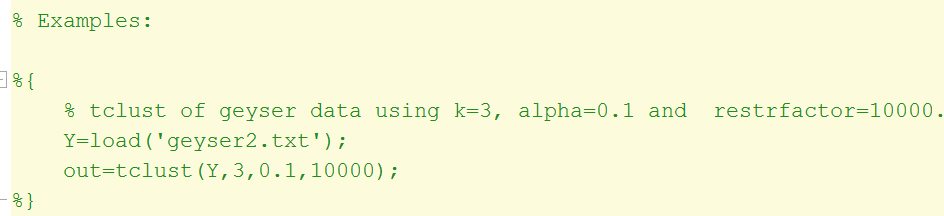 % Examples:
%{
% tclust of geyser data using k=3, alpha=0.1 and  restrfactor=10000.
Y=load('geyser2.txt');
out=tclust(Y,3,0.1,10000);
%}